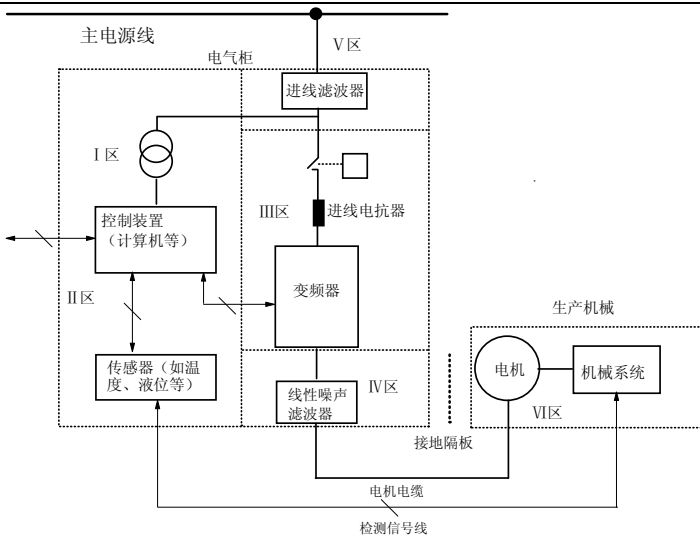 主电源线
V区
电气柜
进线滤波器
I区
III区
进线电抗器
控制装置
（计算机等）
变频器
II区
生产机械
传感器（如温
度、液位等）
线性噪声
滤波器
IV区
电机
机械系统
VI区
接地隔板
电机电缆
检测信号线